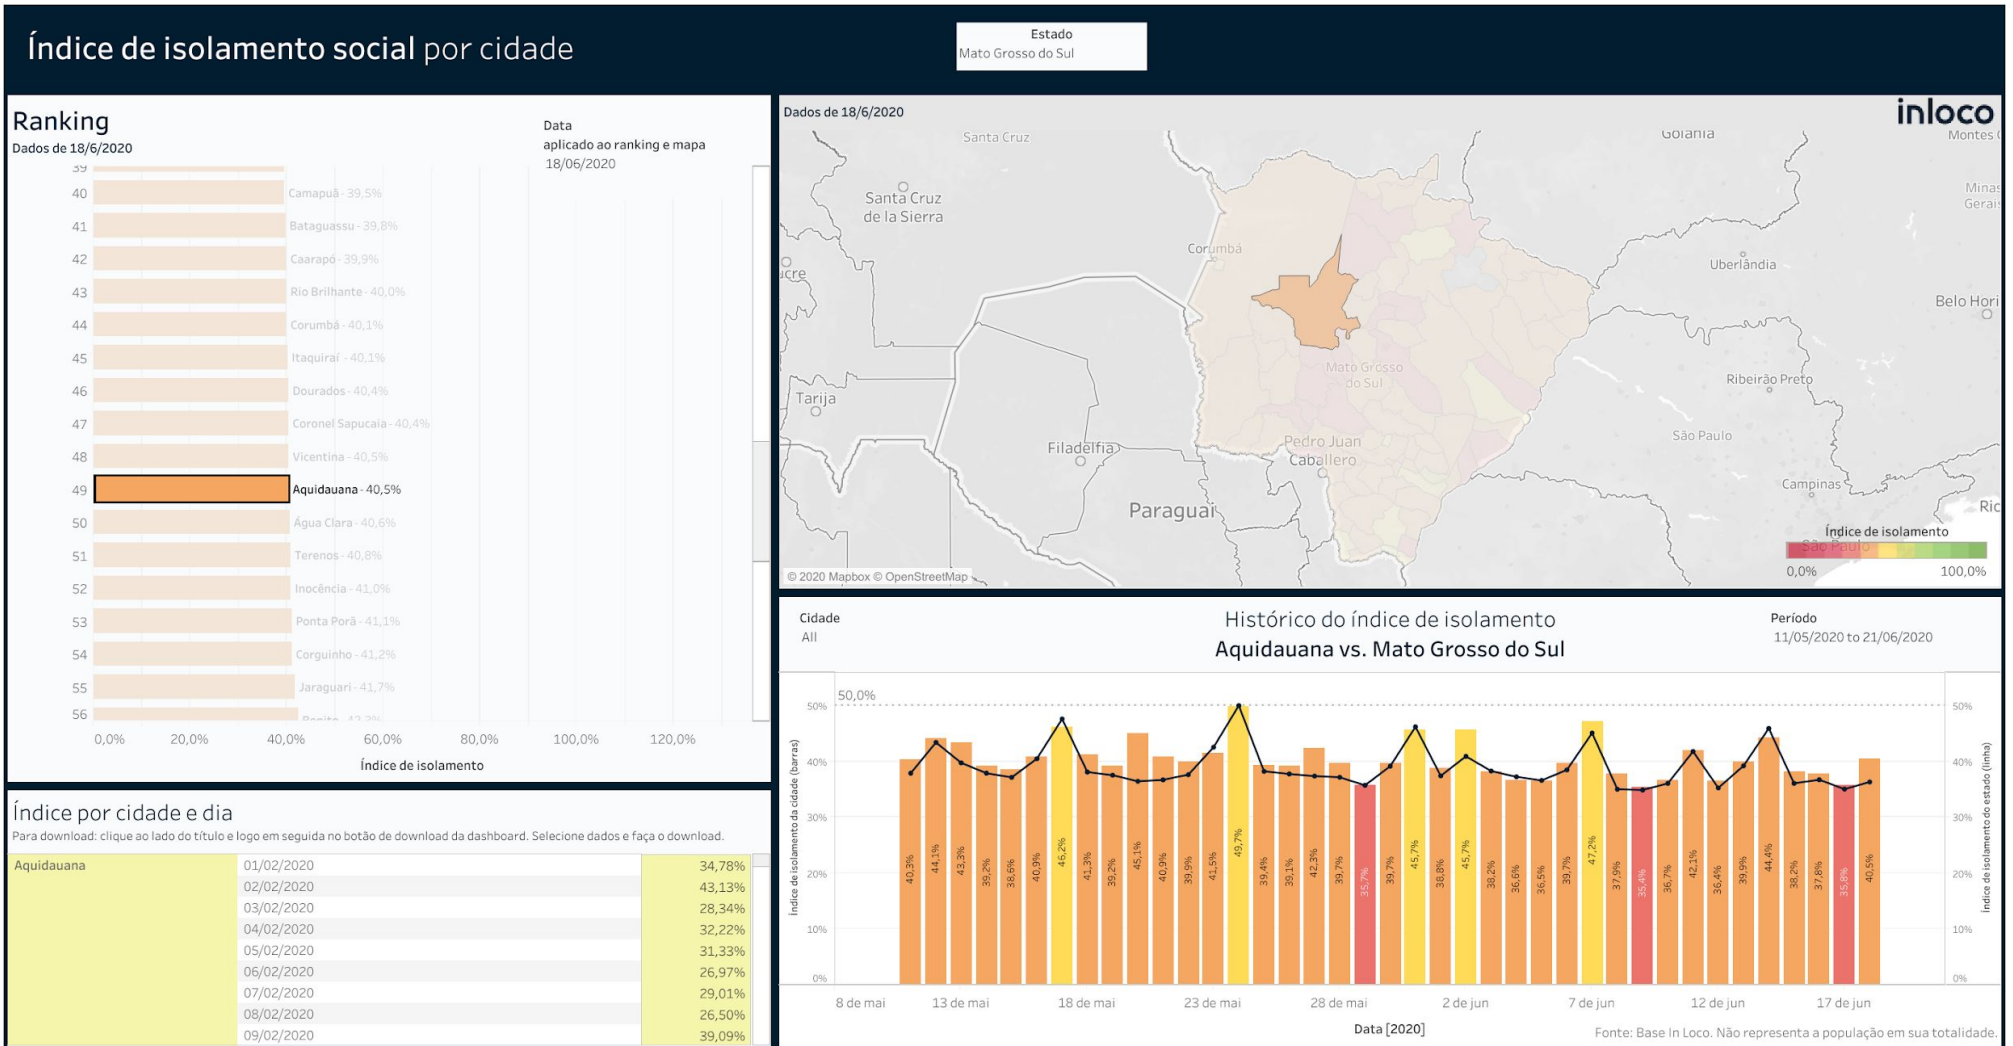 Índice de isolamento social por cidade
Estado
Mato Grosso do Sul
Ranking
Dados de 18/6/2020
Data
aplicado ao ranking e mapa
18/06/2020
39
40 Camapuã - 39,5%
41 Bataguassu - 39,8%
42 Caarapó - 39,9%
43 Rio Brilhante - 40,0%
44 Corumbá - 40,1%
45 Itaquiraí - 40,1%
46 Dourados - 40,4%
47 Coronel Sapucaia - 40,4%
48 Vicentina - 40,5%
49 Aquidauana - 40,5%
50 Água Clara - 40,6%
51 Terenos - 40,8%
52 Inocência - 41,0%
53 Ponta Porã - 41,1%
54 Corguinho - 41,2%
55 Jaraguari - 41,7%
56
0,0% 20,0% 40,0% 60,0% 80,0% 100,0% 120,0%
Índice de isolamento
Índice por cidade e dia
Para download: clique ao lado do título e logo em seguida no botão de download da dashboard. Selecione dados e faça o download.
Aquidauana 01/02/2020 34,78%
02/02/2020 43,13%
03/02/2020 28,34%
04/02/2020 32,22%
05/02/2020 31,33%
06/02/2020 26,97%
07/02/2020 29,01%
08/02/2020 26,50%
09/02/2020 39,09%
Dados de 18/6/2020
inloco
Santa Cruz
Goiânia
Montes
Santa Cruz
de la Sierra
Minas
Gerais
Corumbá
Uberlândia
ucre
Belo Hori
Mato Grosso
do Sul
Ribeirão Preto
Tarija
São Paulo
Filadelfia
Pedro Juan
Caballero
Campinas
Paraguai
Ric
Índice de isolamento
São Paulo
0,0% 100,0%
© 2020 Mapbox © OpenStreetMap
Cidade
All
Histórico do índice de isolamento
Aquidauana vs. Mato Grosso do Sul
Período
11/05/2020 to 21/06/2020
50,0%
50% 50%
40% 40%
30% 30%
20% 20%
10% 10%
0% 0%
Índice de isolamento da cidade (barras)
Índice de isolamento do estado (linha)
40,3% 44,1% 43,3% 39,2% 38,6% 40,9% 46,2% 41,3% 39,2% 45,1% 40,9% 39,9% 41,5% 49,7% 39,4% 39,1% 42,3% 39,7% 35,7% 39,7% 45,7% 38,8% 45,7% 38,2% 36,6% 36,5% 39,7% 47,2% 37,9% 35,4% 36,7% 42,1% 36,4% 39,9% 44,4% 38,2% 37,8% 35,8% 40,5%
8 de mai 13 de mai 18 de mai 23 de mai 28 de mai 2 de jun 7 de jun 12 de jun 17 de jun
Data [2020]
Fonte: Base In Loco. Não representa a população em sua totalidade.